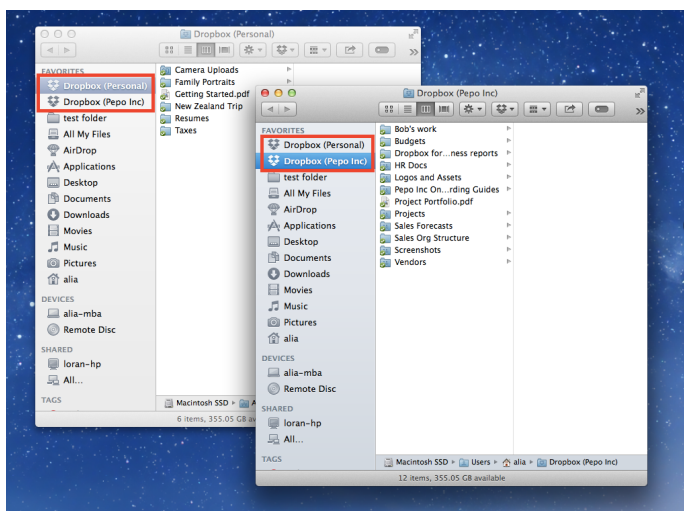 Dropbox (Personal)
FAVORITES
Dropbox (Personal)
Dropbox (Pepo Inc)
test folder
All My Files
AirDrop
Applications
Desktop
Documents
Downloads
Movies
Music
Pictures
alia
DEVICES
alia-mba
Remote Disc
SHARED
loran-hp
All...
TAGS
Camera Uploads
Family Portraits
Getting Started.pdf
New Zealand Trip
Resumes
Taxes
Macintosh SSD
6 items, 355.05 GB
Dropbox (Pepo Inc)
FAVORITES
Dropbox (Personal)
Dropbox (Pepo Inc)
test folder
All My Files
AirDrop
Applications
Desktop
Documents
Downloads
Movies
Music
Pictures
alia
DEVICES
alia-mba
Remote Disc
SHARED
loran-hp
All...
TAGS
Bob's work
Budgets
Dropbox for...ness reports
HR Docs
Logos and Assets
Pepo Inc On...rding Guides
Project Portfolio.pdf
Projects
Sales Forecasts
Sales Org Structure
Screenshots
Vendors
Macintosh SSD ▸ Users ▸ alia ▸ Dropbox (Pepo Inc)
12 items, 355.05 GB available